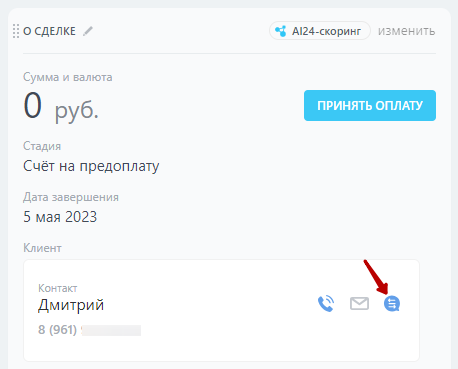 О СДЕЛКЕ AI24-скоринг изменить
Сумма и валюта
0 руб. ПРИНЯТЬ ОПЛАТУ
Стадия
Счёт на предоплату
Дата завершения
5 мая 2023
Клиент
Контакт
Дмитрий
8 (961)